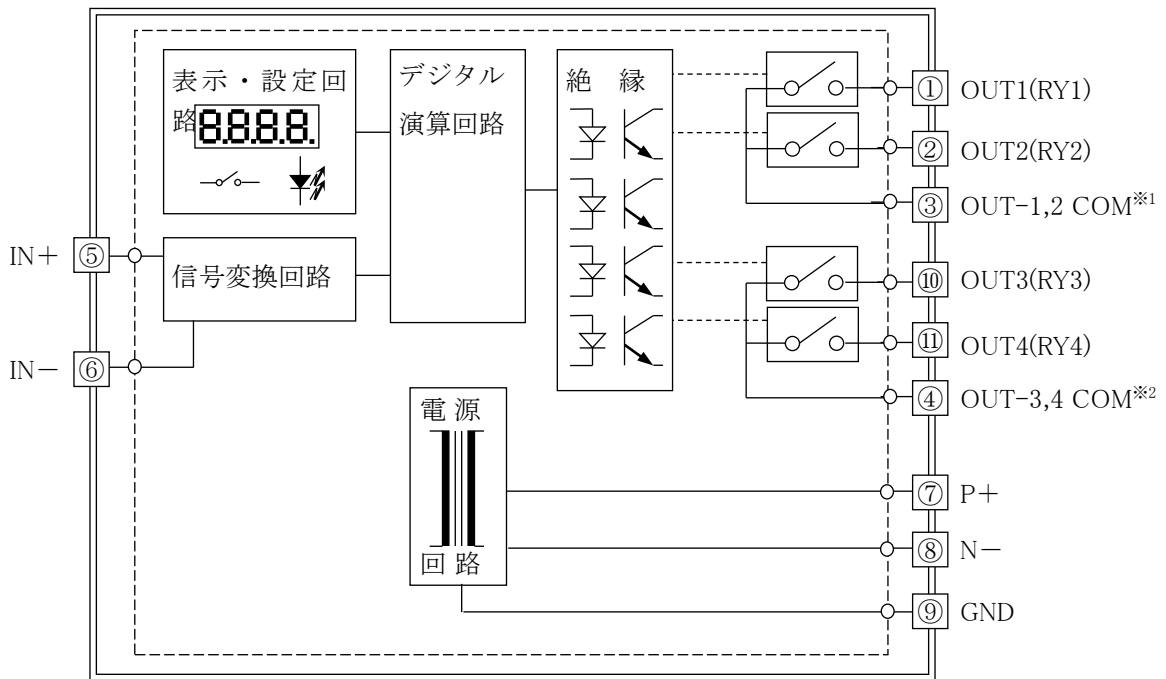 表示・設定回
路
8.8.8.8.
デジタル
演算回路
絶 縁
① OUT1(RY1)
② OUT2(RY2)
③ OUT-1,2 COM※1
IN+ ⑤
信号変換回路
⑩ OUT3(RY3)
⑪ OUT4(RY4)
IN- ⑥
④ OUT-3,4 COM※2
電 源
回 路
⑦ P+
⑧ N-
⑨ GND